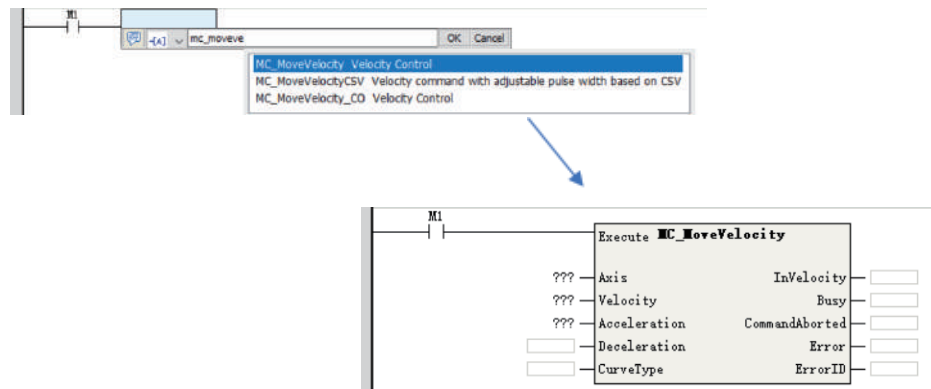 M1
-[A] mc_moveve OK Cancel
MC_MoveVelocity Velocity Control
MC_MoveVelocityCSV Velocity command with adjustable pulse width based on CSV
MC_MoveVelocity_CO Velocity Control
M1
Execute MC_MoveVelocity
??? Axis InVelocity
??? Velocity Busy
??? Acceleration CommandAborted
Deceleration Error
CurveType ErrorID